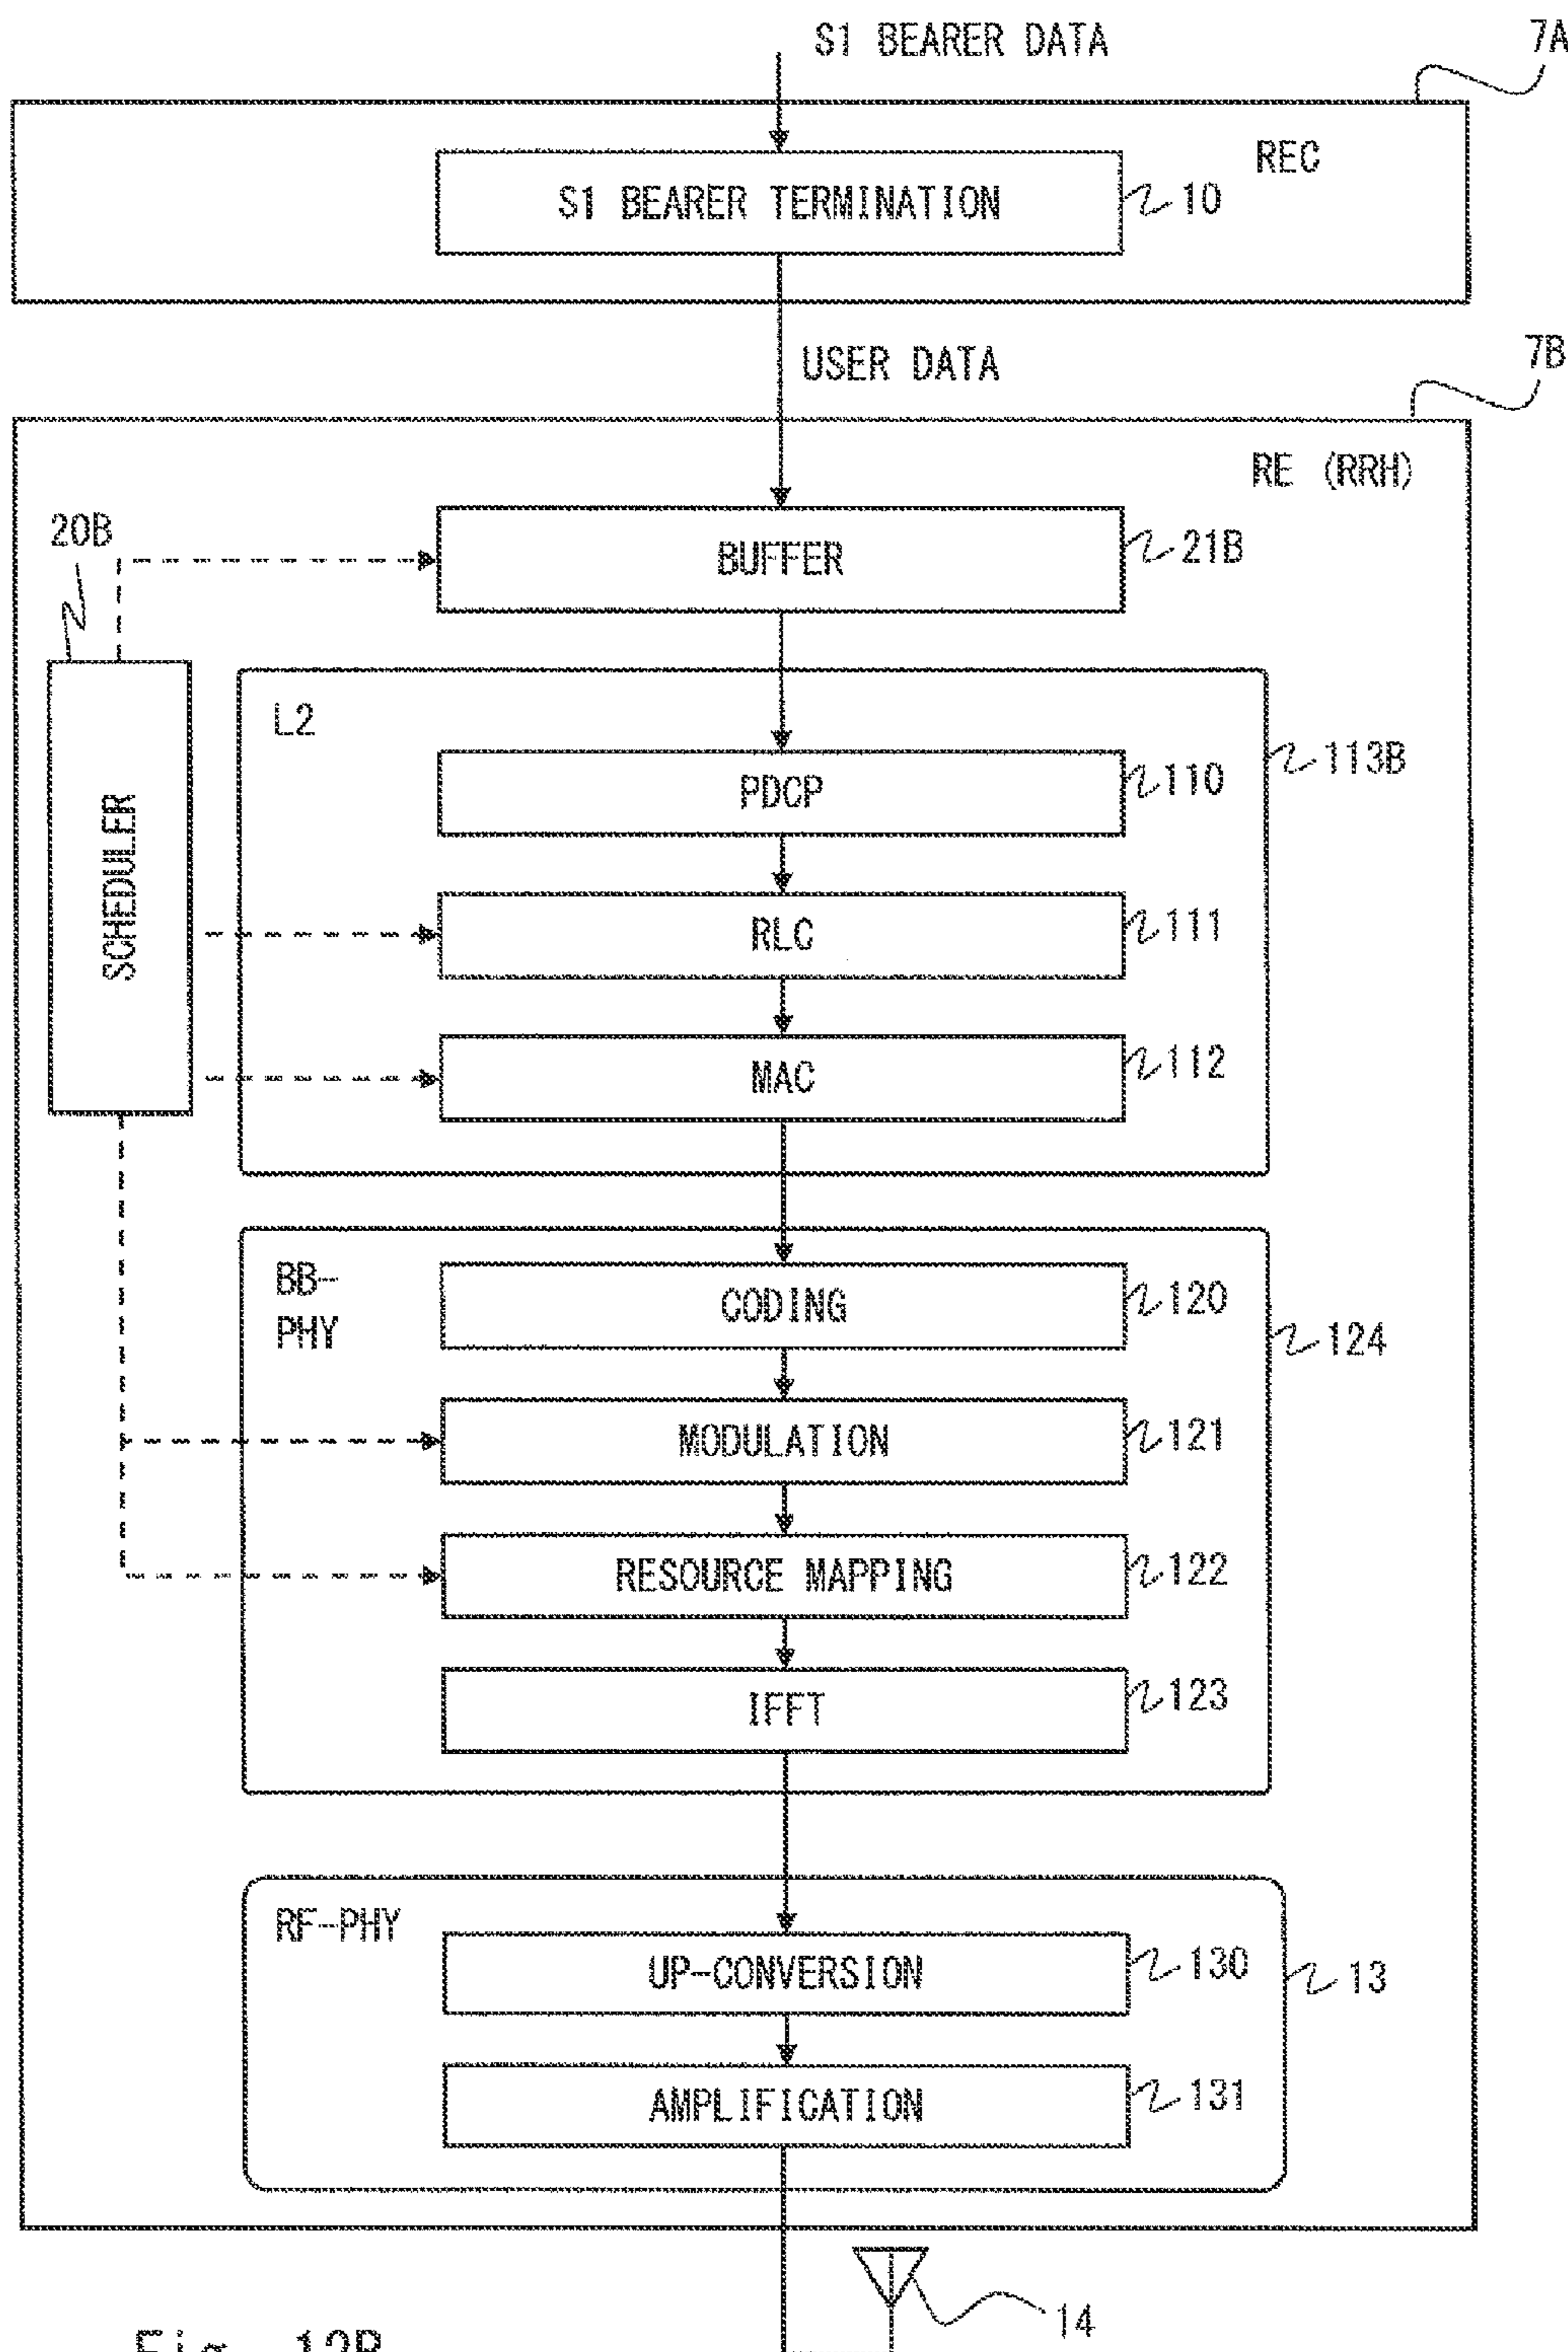 S1 BEARER DATA
7A
REC
S1 BEARER TERMINATION
10
USER DATA
7B
RE (RRH)
20B
BUFFER
21B
SCHEDULER
L2
113B
PDCP
110
RLC
111
MAC
112
BB-
PHY
124
CODING
120
MODULATION
121
RESOURCE MAPPING
122
IFFT
123
RF-PHY
13
UP-CONVERSION
130
AMPLIFICATION
131
14
Fig. 12B